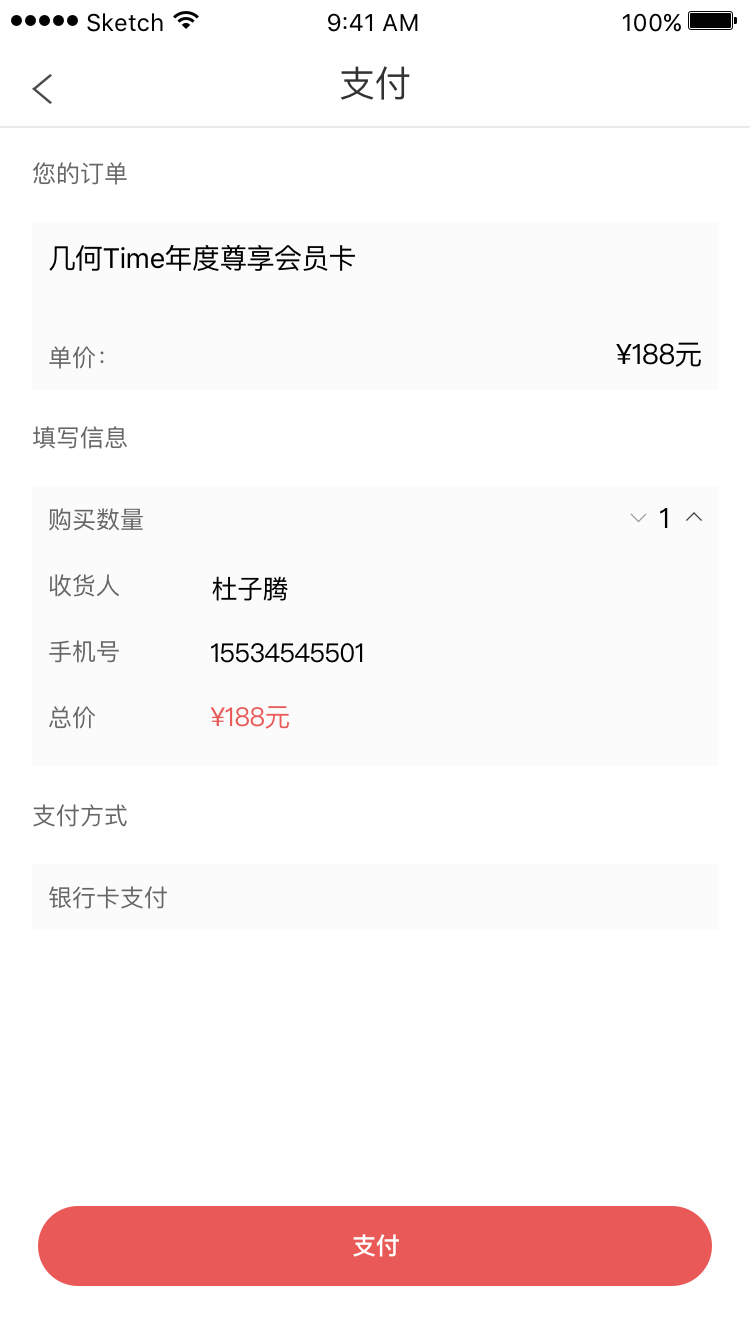 Sketch 9:41 AM 100%
支付
您的订单
几何Time年度尊享会员卡
单价: ¥188元
填写信息
购买数量 1
收货人 杜子腾
手机号 15534545501
总价 ¥188元
支付方式
银行卡支付
支付